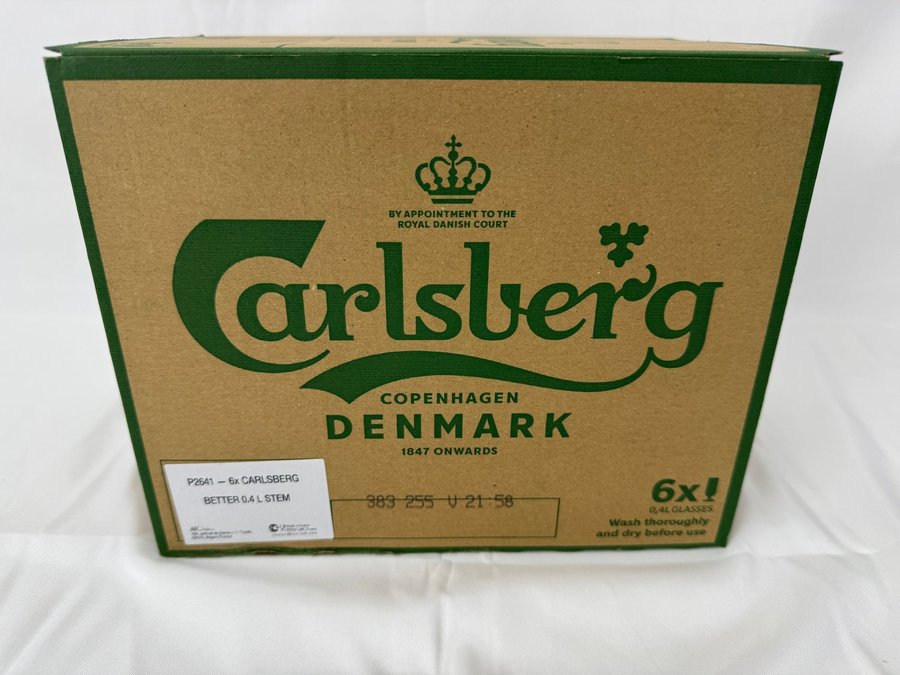 BY APPOINTMENT TO THE
ROYAL DANISH COURT
Carlsberg
COPENHAGEN
DENMARK
1847 ONWARDS
P2641 — 6x CARLSBERG
BETTER 0.4 L STEM
383 255 V 21:58
6x
0,4L GLASSES
Wash thoroughly
and dry before use